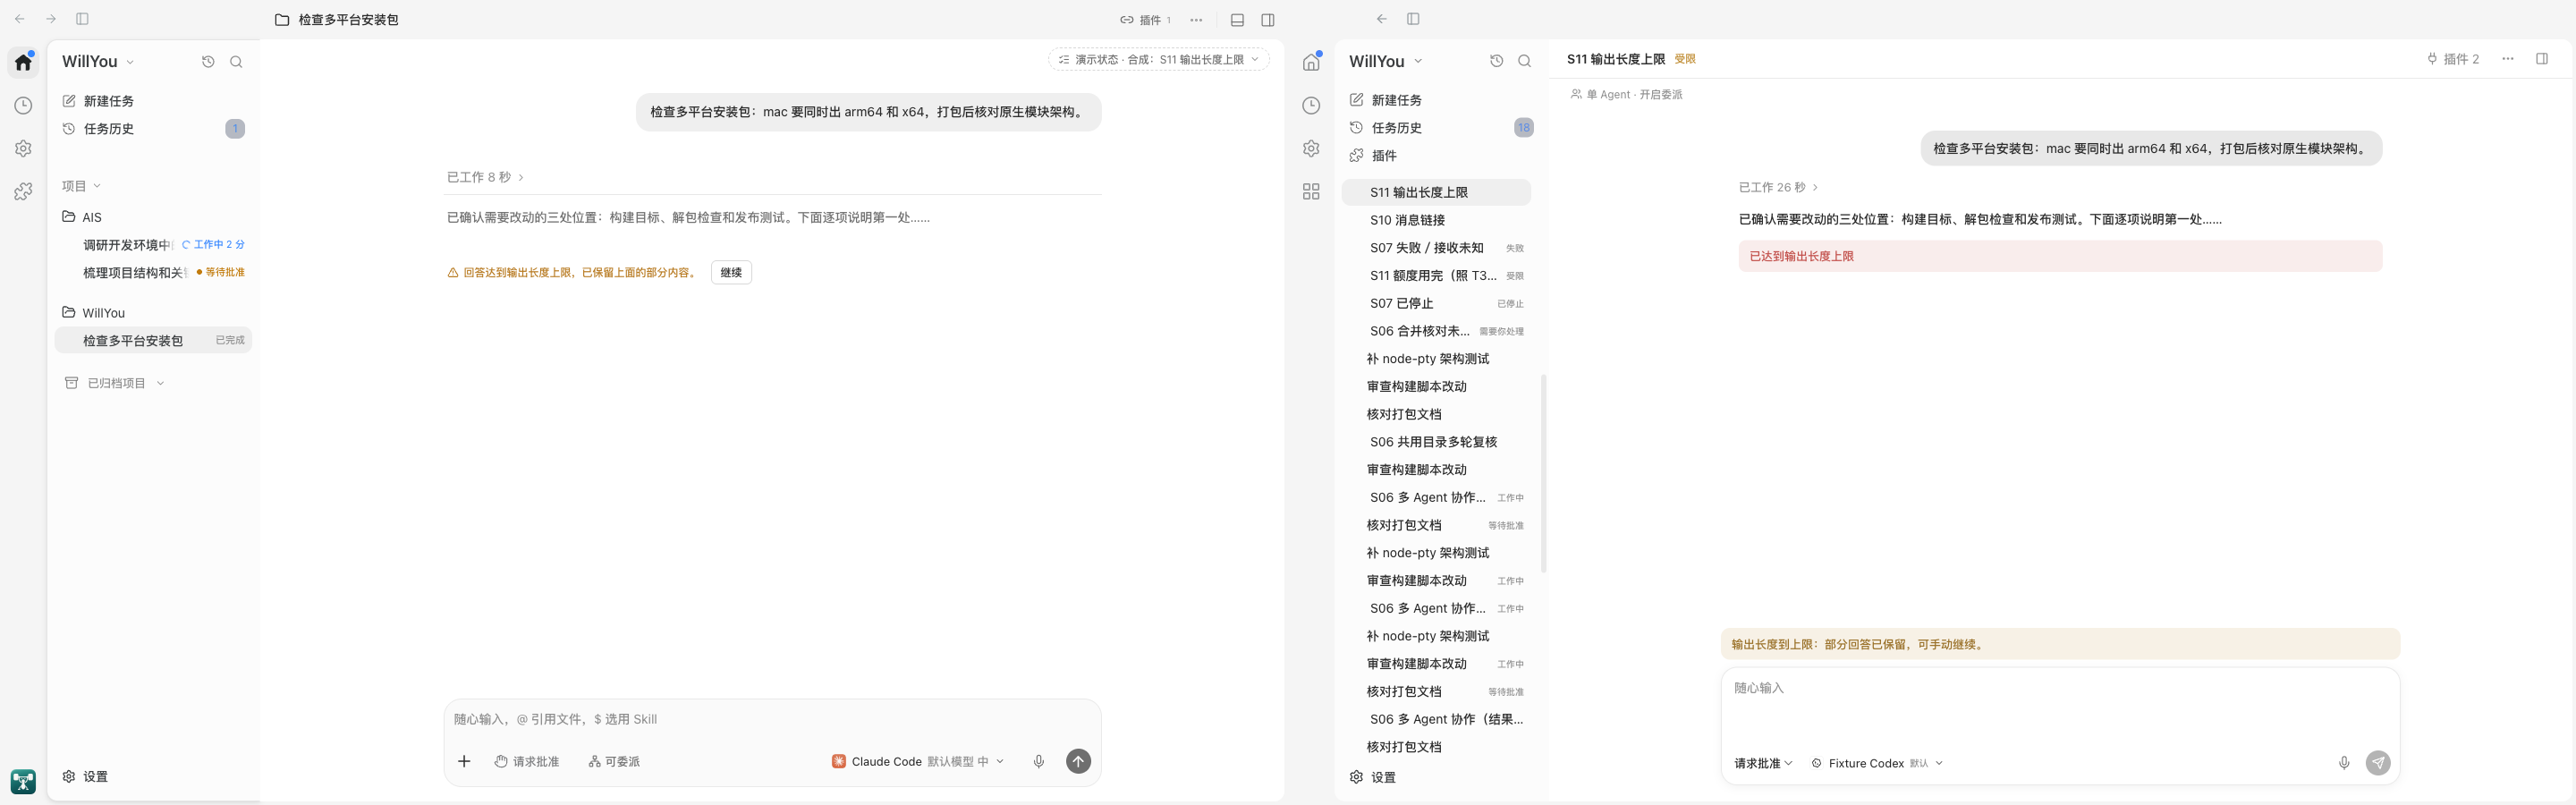 检查多平台安装包
插件 1
WillYou
演示状态 · 合成：S11 输出长度上限
新建任务
任务历史 1
检查多平台安装包：mac 要同时出 arm64 和 x64，打包后核对原生模块架构。
项目
AIS
调研开发环境中 工作中 2 分
梳理项目结构和关 等待批准
WillYou
检查多平台安装包 已完成
已归档项目
已工作 8 秒
已确认需要改动的三处位置：构建目标、解包检查和发布测试。下面逐项说明第一处……
回答达到输出长度上限，已保留上面的部分内容。 继续
随心输入，@ 引用文件，$ 选用 Skill
请求批准 可委派 Claude Code 默认模型 中
设置
WillYou
新建任务
任务历史 18
插件
S11 输出长度上限
S10 消息链接
S07 失败 / 接收未知 失败
S11 额度用完（照 T3... 受限
S07 已停止 已停止
S06 合并核对未... 需要你处理
补 node-pty 架构测试
审查构建脚本改动
核对打包文档
S06 共用目录多轮复核
审查构建脚本改动
S06 多 Agent 协作... 工作中
核对打包文档 等待批准
补 node-pty 架构测试
审查构建脚本改动 工作中
S06 多 Agent 协作... 工作中
补 node-pty 架构测试
审查构建脚本改动 工作中
核对打包文档 等待批准
S06 多 Agent 协作（结果...
核对打包文档
设置
S11 输出长度上限 受限
插件 2
单 Agent · 开启委派
检查多平台安装包：mac 要同时出 arm64 和 x64，打包后核对原生模块架构。
已工作 26 秒
已确认需要改动的三处位置：构建目标、解包检查和发布测试。下面逐项说明第一处……
已达到输出长度上限
输出长度到上限：部分回答已保留，可手动继续。
随心输入
请求批准 Fixture Codex 默认